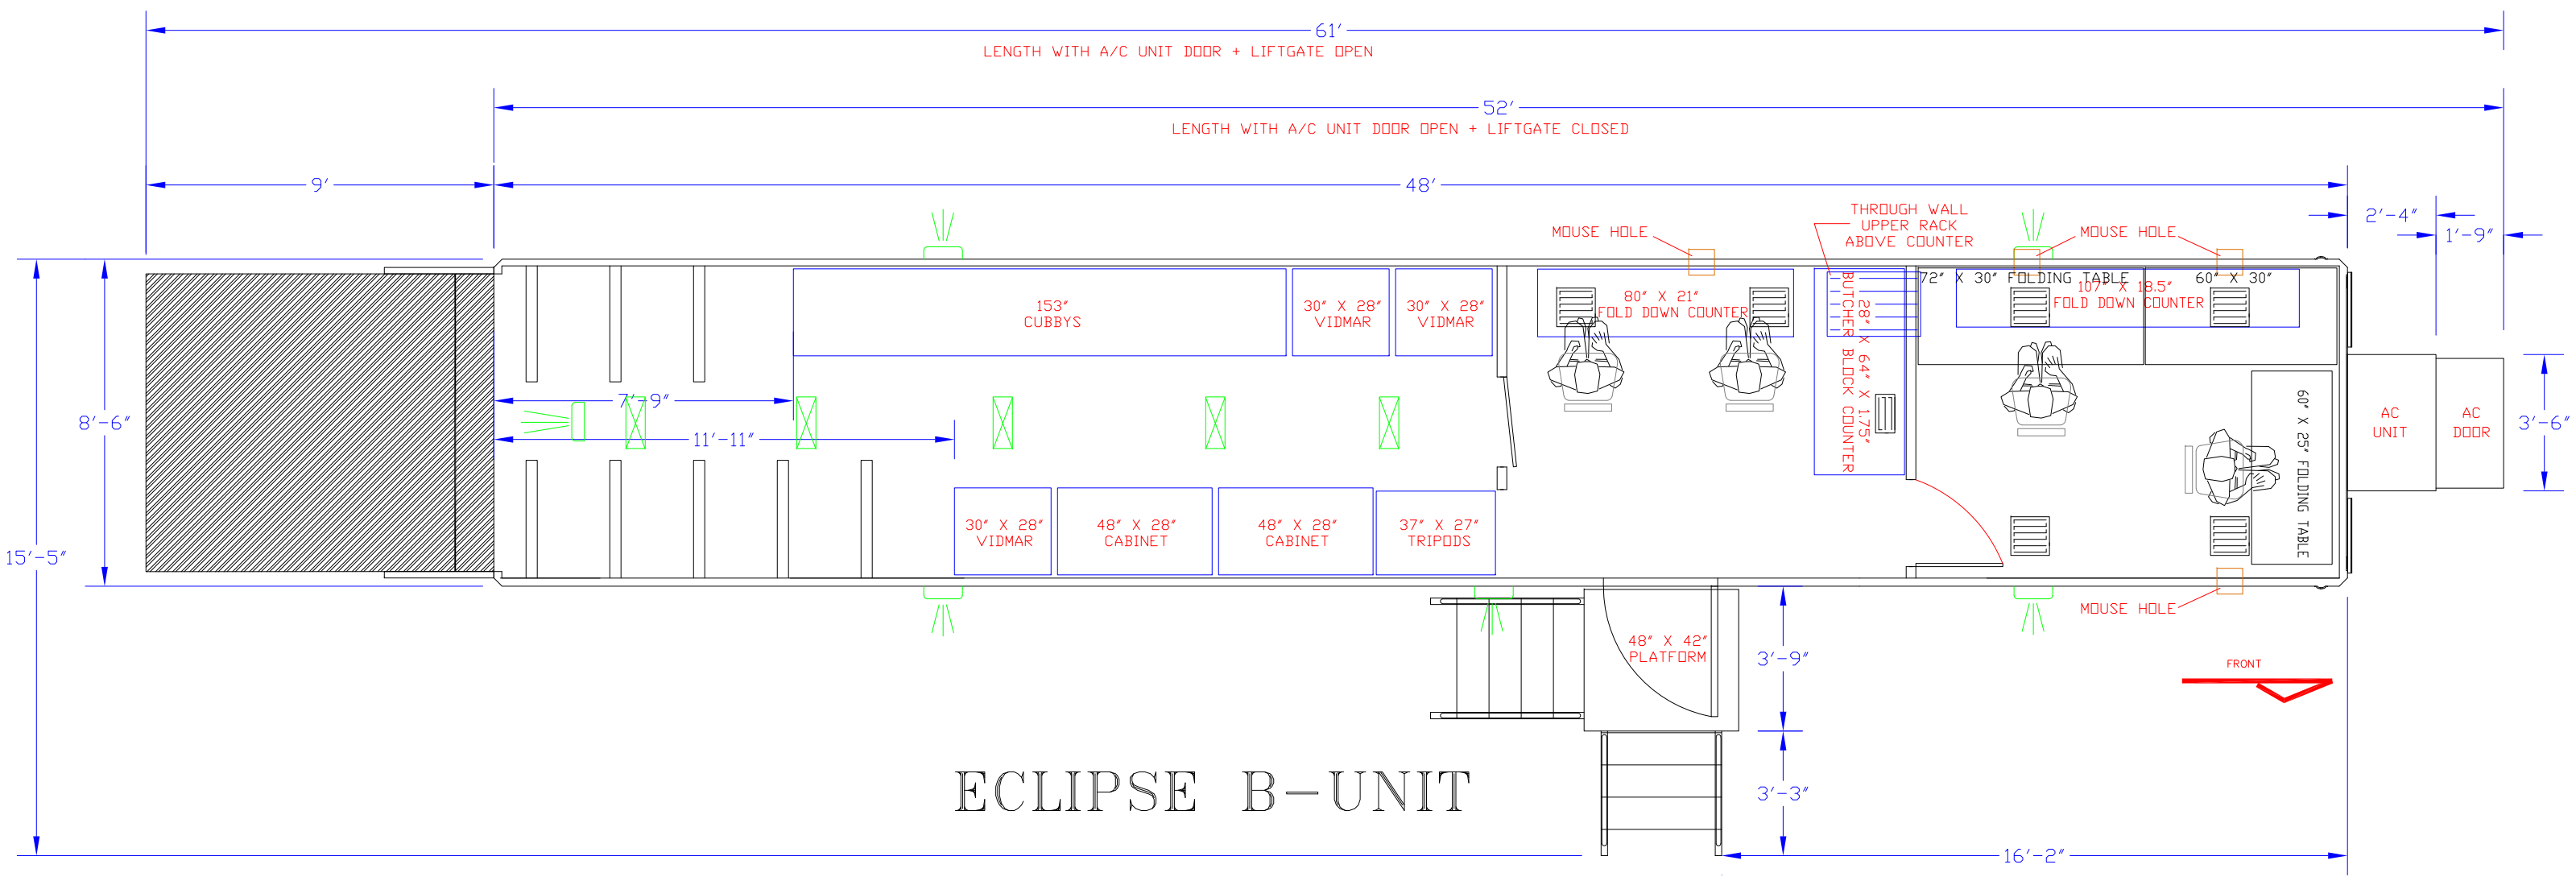 61'
LENGTH WITH A/C UNIT DOOR + LIFTGATE OPEN
52'
LENGTH WITH A/C UNIT DOOR OPEN + LIFTGATE CLOSED
9'
48'
2'-4"
1'-9"
THROUGH WALL
UPPER RACK
ABOVE COUNTER
MOUSE HOLE
MOUSE HOLE
153"
CUBBYS
30" X 28"
VIDMAR
30" X 28"
VIDMAR
80" X 21"
FOLD DOWN COUNTER
28" X 64" X 1.75"
BUTCHER BLOCK COUNTER
72" X 30" FOLDING TABLE
60" X 30"
107" X 18.5"
FOLD DOWN COUNTER
60" X 25" FOLDING TABLE
AC
UNIT
AC
DOOR
3'-6"
8'-6"
7'-9"
11'-11"
15'-5"
30" X 28"
VIDMAR
48" X 28"
CABINET
48" X 28"
CABINET
37" X 27"
TRIPODS
MOUSE HOLE
48" X 42"
PLATFORM
3'-9"
FRONT
ECLIPSE B-UNIT
3'-3"
16'-2"